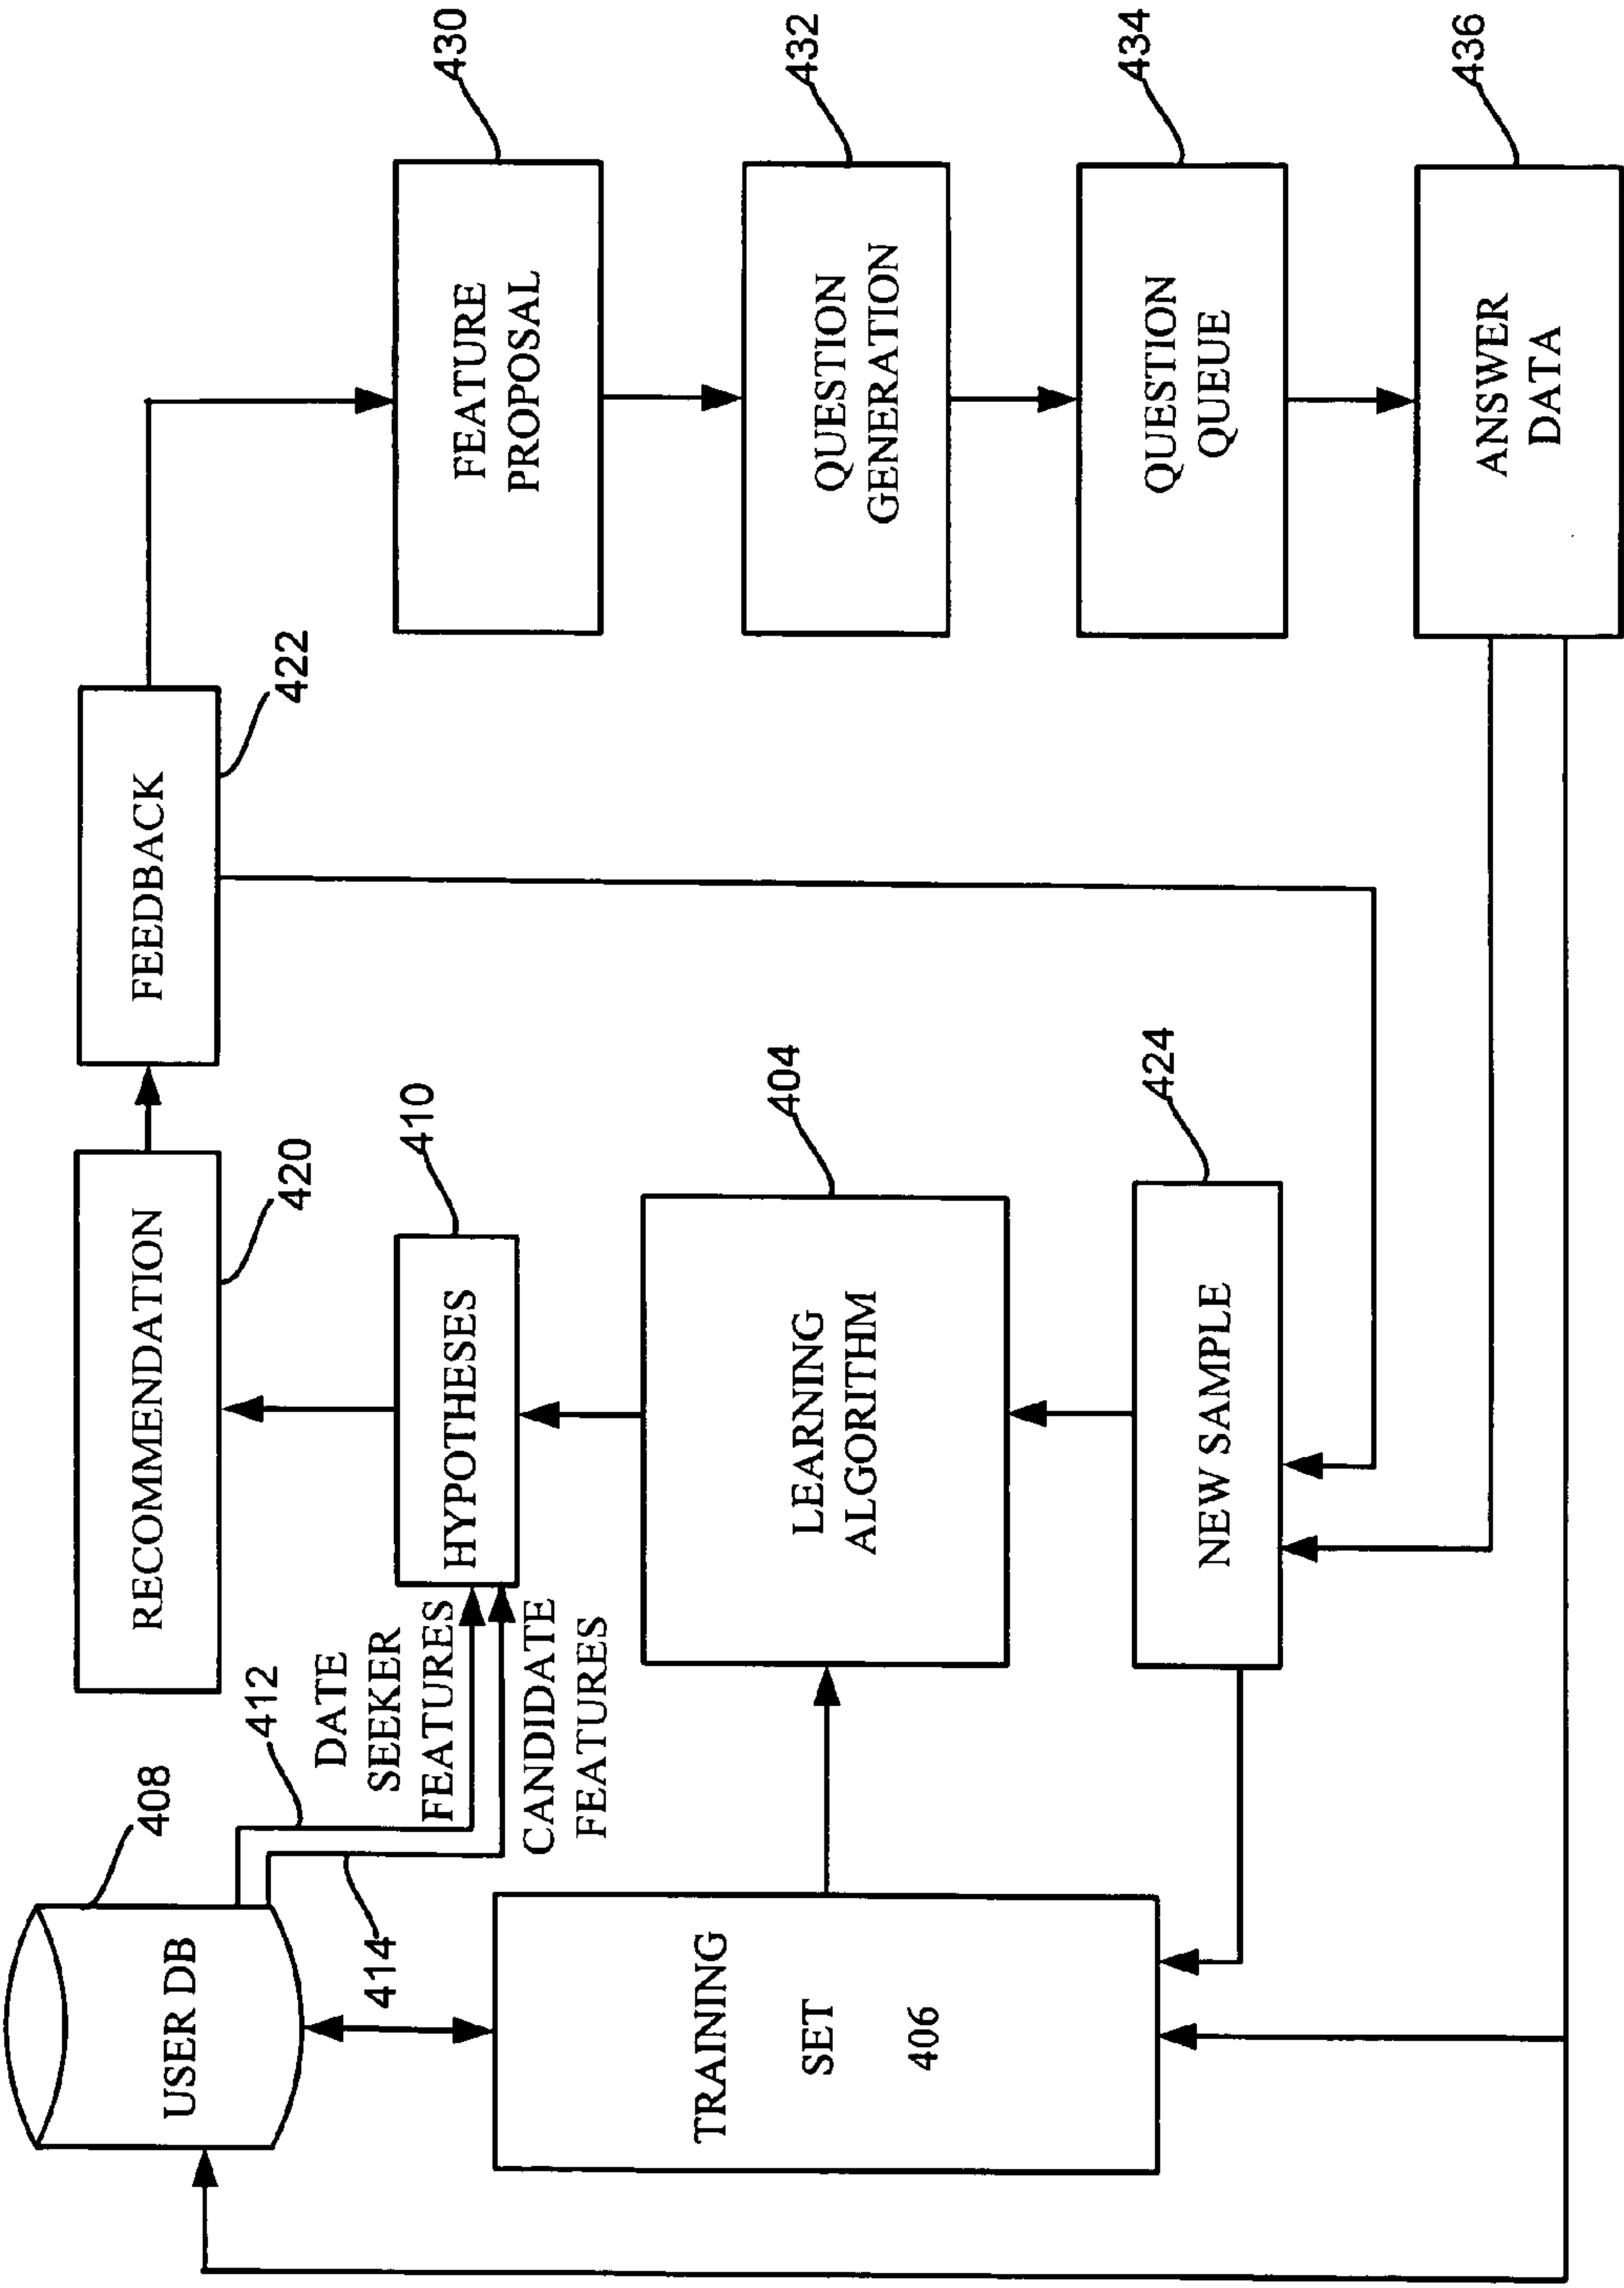 408
USER DB
412
414
DATE
SEEKER
FEATURES
CANDIDATE
FEATURES
TRAINING
SET
406
RECOMMENDATION
420
HYPOTHESES
410
LEARNING
ALGORITHM
404
NEW SAMPLE
424
FEEDBACK
422
FEATURE
PROPOSAL
430
QUESTION
GENERATION
432
QUESTION
QUEUE
434
ANSWER
DATA
436